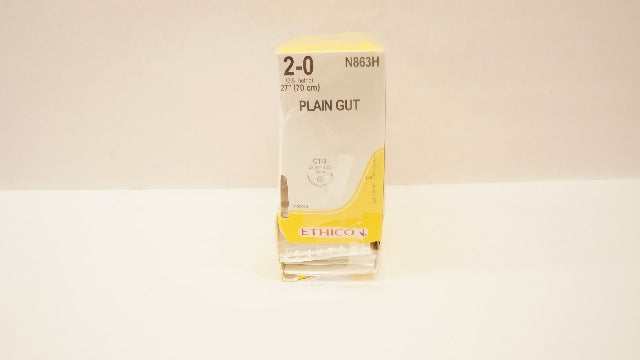 2-0 N863H
27" (70 cm)
PLAIN GUT
CT-3
ETHICON